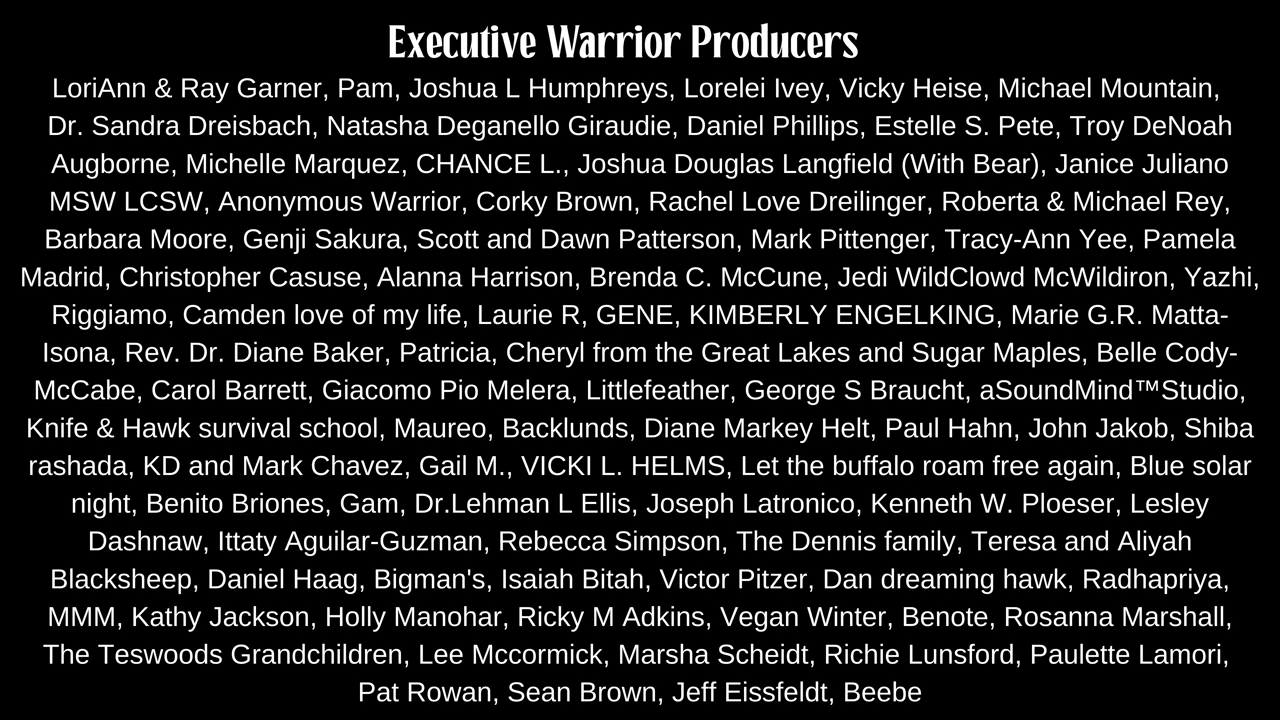 Executive Warrior Producers
LoriAnn & Ray Garner, Pam, Joshua L Humphreys, Lorelei Ivey, Vicky Heise, Michael Mountain,
Dr. Sandra Dreisbach, Natasha Deganello Giraudie, Daniel Phillips, Estelle S. Pete, Troy DeNoah
Augborne, Michelle Marquez, CHANCE L., Joshua Douglas Langfield (With Bear), Janice Juliano
MSW LCSW, Anonymous Warrior, Corky Brown, Rachel Love Dreilinger, Roberta & Michael Rey,
Barbara Moore, Genji Sakura, Scott and Dawn Patterson, Mark Pittenger, Tracy-Ann Yee, Pamela
Madrid, Christopher Casuse, Alanna Harrison, Brenda C. McCune, Jedi WildClowd McWildiron, Yazhi,
Riggiamo, Camden love of my life, Laurie R, GENE, KIMBERLY ENGELKING, Marie G.R. Matta-
Isona, Rev. Dr. Diane Baker, Patricia, Cheryl from the Great Lakes and Sugar Maples, Belle Cody-
McCabe, Carol Barrett, Giacomo Pio Melera, Littlefeather, George S Braucht, aSoundMind™Studio,
Knife & Hawk survival school, Maureo, Backlunds, Diane Markey Helt, Paul Hahn, John Jakob, Shiba
rashada, KD and Mark Chavez, Gail M., VICKI L. HELMS, Let the buffalo roam free again, Blue solar
night, Benito Briones, Gam, Dr.Lehman L Ellis, Joseph Latronico, Kenneth W. Ploeser, Lesley
Dashnaw, Ittaty Aguilar-Guzman, Rebecca Simpson, The Dennis family, Teresa and Aliyah
Blacksheep, Daniel Haag, Bigman's, Isaiah Bitah, Victor Pitzer, Dan dreaming hawk, Radhapriya,
MMM, Kathy Jackson, Holly Manohar, Ricky M Adkins, Vegan Winter, Benote, Rosanna Marshall,
The Teswoods Grandchildren, Lee Mccormick, Marsha Scheidt, Richie Lunsford, Paulette Lamori,
Pat Rowan, Sean Brown, Jeff Eissfeldt, Beebe